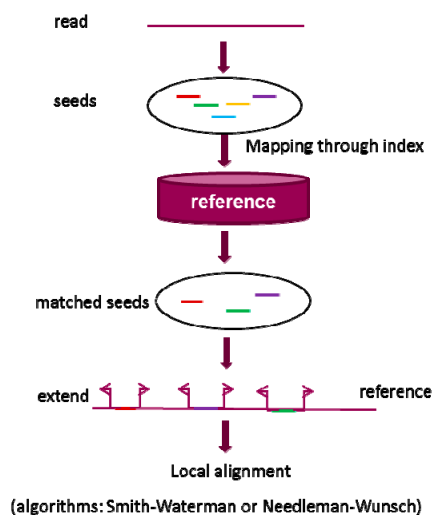 read
seeds
Mapping through index
reference
matched seeds
extend
reference
Local alignment
(algorithms: Smith-Waterman or Needleman-Wunsch)